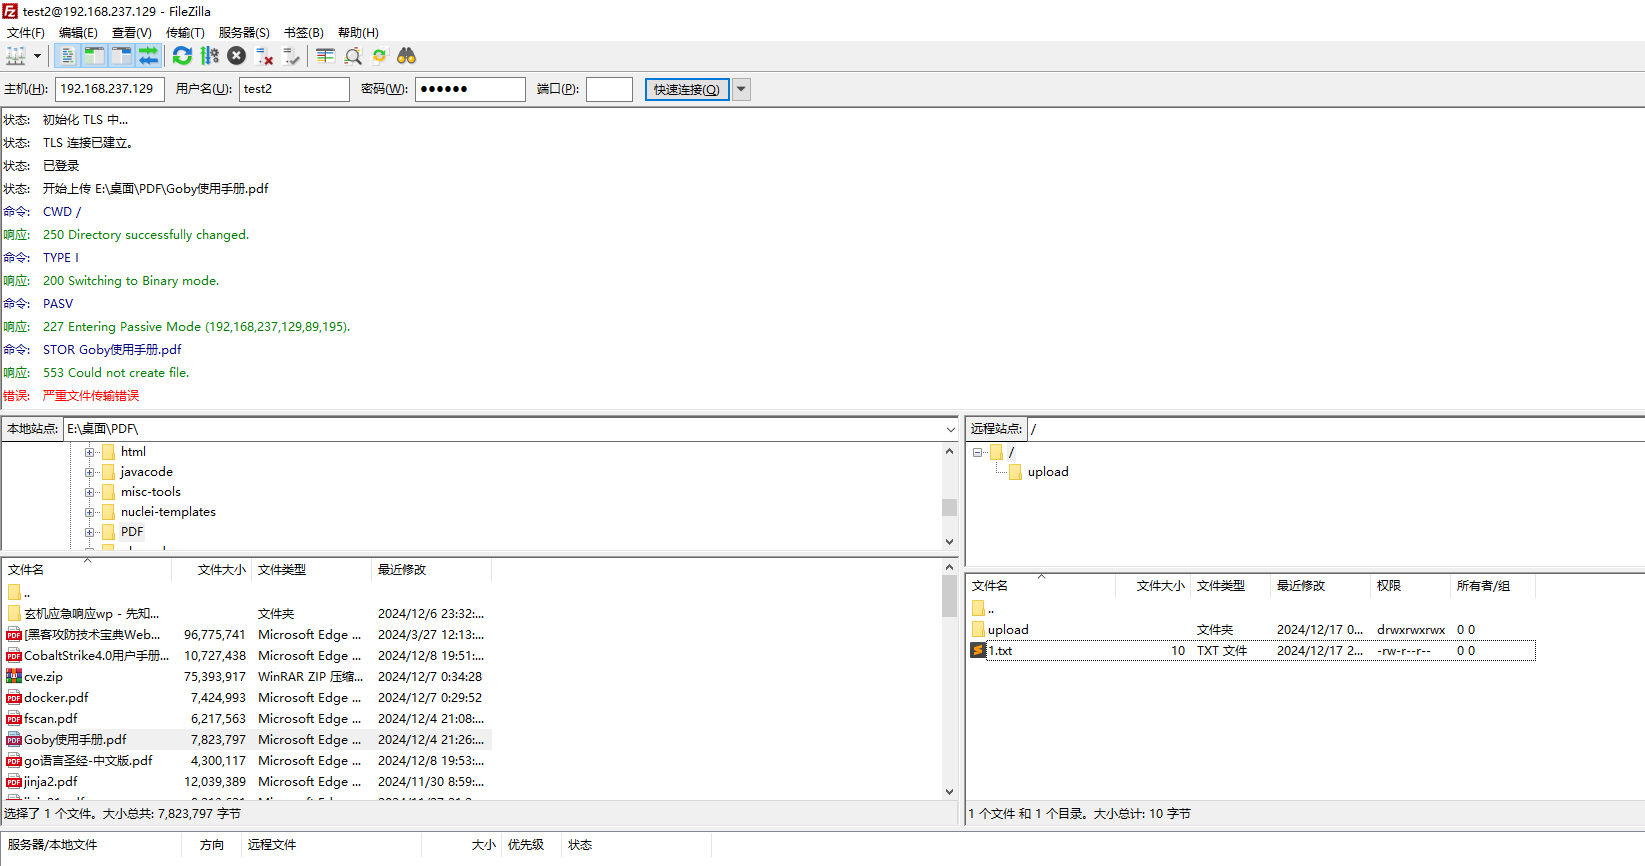 test2@192.168.237.129 - FileZilla
文件(F) 编辑(E) 查看(V) 传输(T) 服务器(S) 书签(B) 帮助(H)
主机(H): 192.168.237.129 用户名(U): test2 密码(W): ●●●●●● 端口(P): 快速连接(Q)
状态: 初始化 TLS 中...
状态: TLS 连接已建立。
状态: 已登录
状态: 开始上传 E:\桌面\PDF\Goby使用手册.pdf
命令: CWD /
响应: 250 Directory successfully changed.
命令: TYPE I
响应: 200 Switching to Binary mode.
命令: PASV
响应: 227 Entering Passive Mode (192,168,237,129,89,195).
命令: STOR Goby使用手册.pdf
响应: 553 Could not create file.
错误: 严重文件传输错误
本地站点: E:\桌面\PDF\
html
javacode
misc-tools
nuclei-templates
PDF
文件名 文件大小 文件类型 最近修改
..
玄机应急响应wp - 先知... 文件夹 2024/12/6 23:32:...
[黑客攻防技术宝典Web... 96,775,741 Microsoft Edge ... 2024/3/27 12:13:...
CobaltStrike4.0用户手册... 10,727,438 Microsoft Edge ... 2024/12/8 19:51:...
cve.zip 75,393,917 WinRAR ZIP 压缩... 2024/12/7 0:34:28
docker.pdf 7,424,993 Microsoft Edge ... 2024/12/7 0:29:52
fscan.pdf 6,217,563 Microsoft Edge ... 2024/12/4 21:08:...
Goby使用手册.pdf 7,823,797 Microsoft Edge ... 2024/12/4 21:26:...
go语言圣经-中文版.pdf 4,300,117 Microsoft Edge ... 2024/12/8 19:53:...
jinja2.pdf 12,039,389 Microsoft Edge ... 2024/11/30 8:59:...
选择了 1 个文件。大小总共: 7,823,797 字节
远程站点: /
/
upload
文件名 文件大小 文件类型 最近修改 权限 所有者/组
..
upload 文件夹 2024/12/17 0... drwxrwxrwx 0 0
1.txt 10 TXT 文件 2024/12/17 2... -rw-r--r-- 0 0
1 个文件 和 1 个目录。大小总计: 10 字节
服务器/本地文件 方向 远程文件 大小 优先级 状态